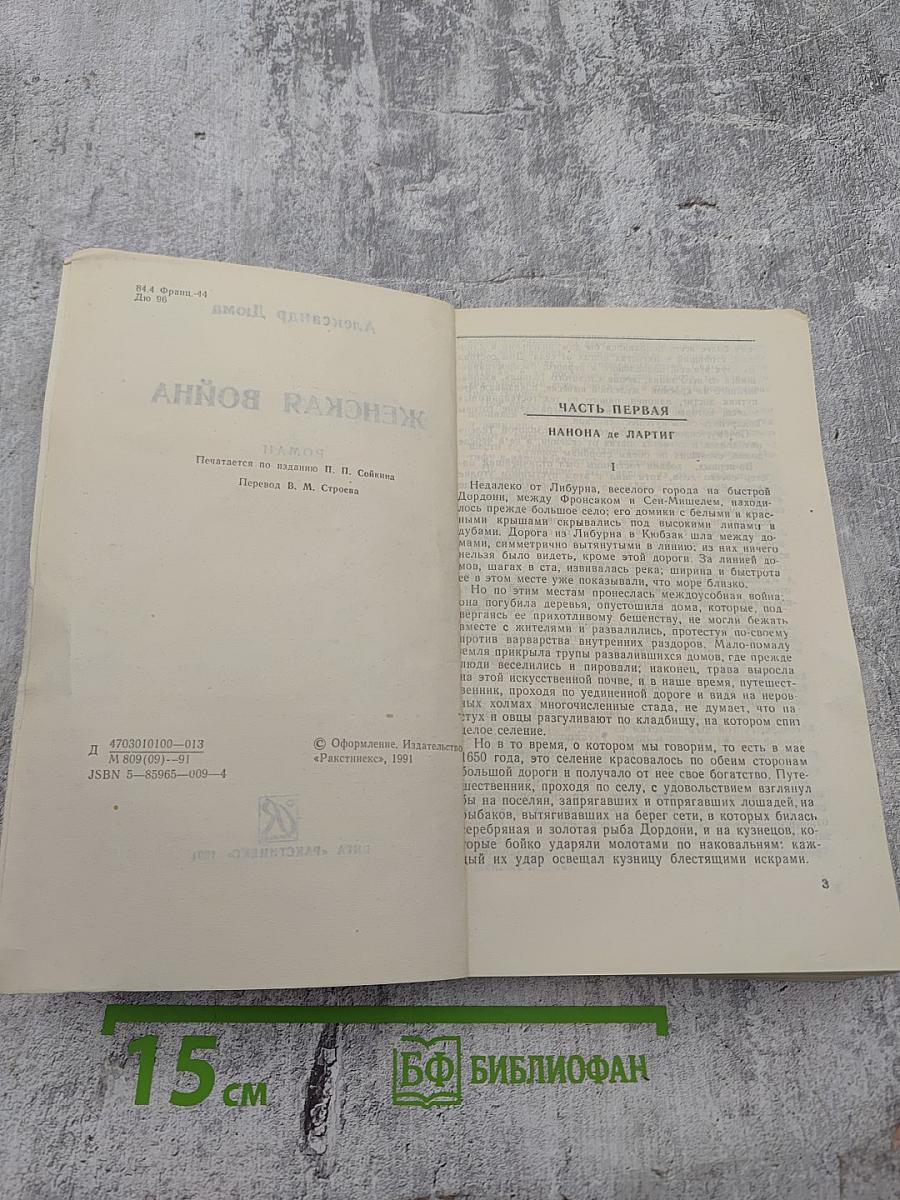 84.4 Франц.-44
Дю 96
Александр Дюма
ЖЕНСКАЯ ВОЙНА
РОМАН
Печатается по изданию П. П. Сойкина
Перевод В. М. Строева
Д 4703010100—013
М 809(09)—91
JSBN 5—85965—009—4
© Оформление. Издательство
«Ракстниекс», 1991
РИГА «РАКСТНИЕКС» 1991
ЧАСТЬ ПЕРВАЯ
НАНОНА де ЛАРТИГ
I
Недалеко от Либурна, веселого города на быстрой
Дордони, между Фронсаком и Сен-Мишелем, находи-
лось прежде большое село; его домики с белыми и крас-
ными крышами скрывались под высокими липами и
дубами. Дорога из Либурна в Кюбзак шла между до-
мами, симметрично вытянутыми в линию; из них ничего
нельзя было видеть, кроме этой дороги. За линией до-
мов, шагах в ста, извивалась река; ширина и быстрота
ее в этом месте уже показывали, что море близко.
Но по этим местам пронеслась междоусобная война;
она погубила деревья, опустошила дома, которые, под-
вергаясь ее прихотливому бешенству, не могли бежать
вместе с жителями и развалились, протестуя по-своему
против варварства внутренних раздоров. Мало-помалу
земля прикрыла трупы развалившихся домов, где прежде
люди веселились и пировали; наконец, трава выросла
на этой искусственной почве, и в наше время, путешест-
венник, проходя по уединенной дороге и видя на неров-
ных холмах многочисленные стада, не думает, что па-
стух и овцы разгуливают по кладбищу, на котором спит
целое селение.
Но в то время, о котором мы говорим, то есть в мае
1650 года, это селение красовалось по обеим сторонам
большой дороги и получало от нее свое богатство. Путе-
шественник, проходя по селу, с удовольствием взглянул
бы на поселян, запрягавших и отпрягавших лошадей, на
рыбаков, вытягивавших на берег сети, в которых билась
серебряная и золотая рыба Дордони, и на кузнецов, ко-
торые бойко ударяли молотами по наковальням: каж-
дый их удар освещал кузницу блестящими искрами.
3
15 см
БФ БИБЛИОФАН